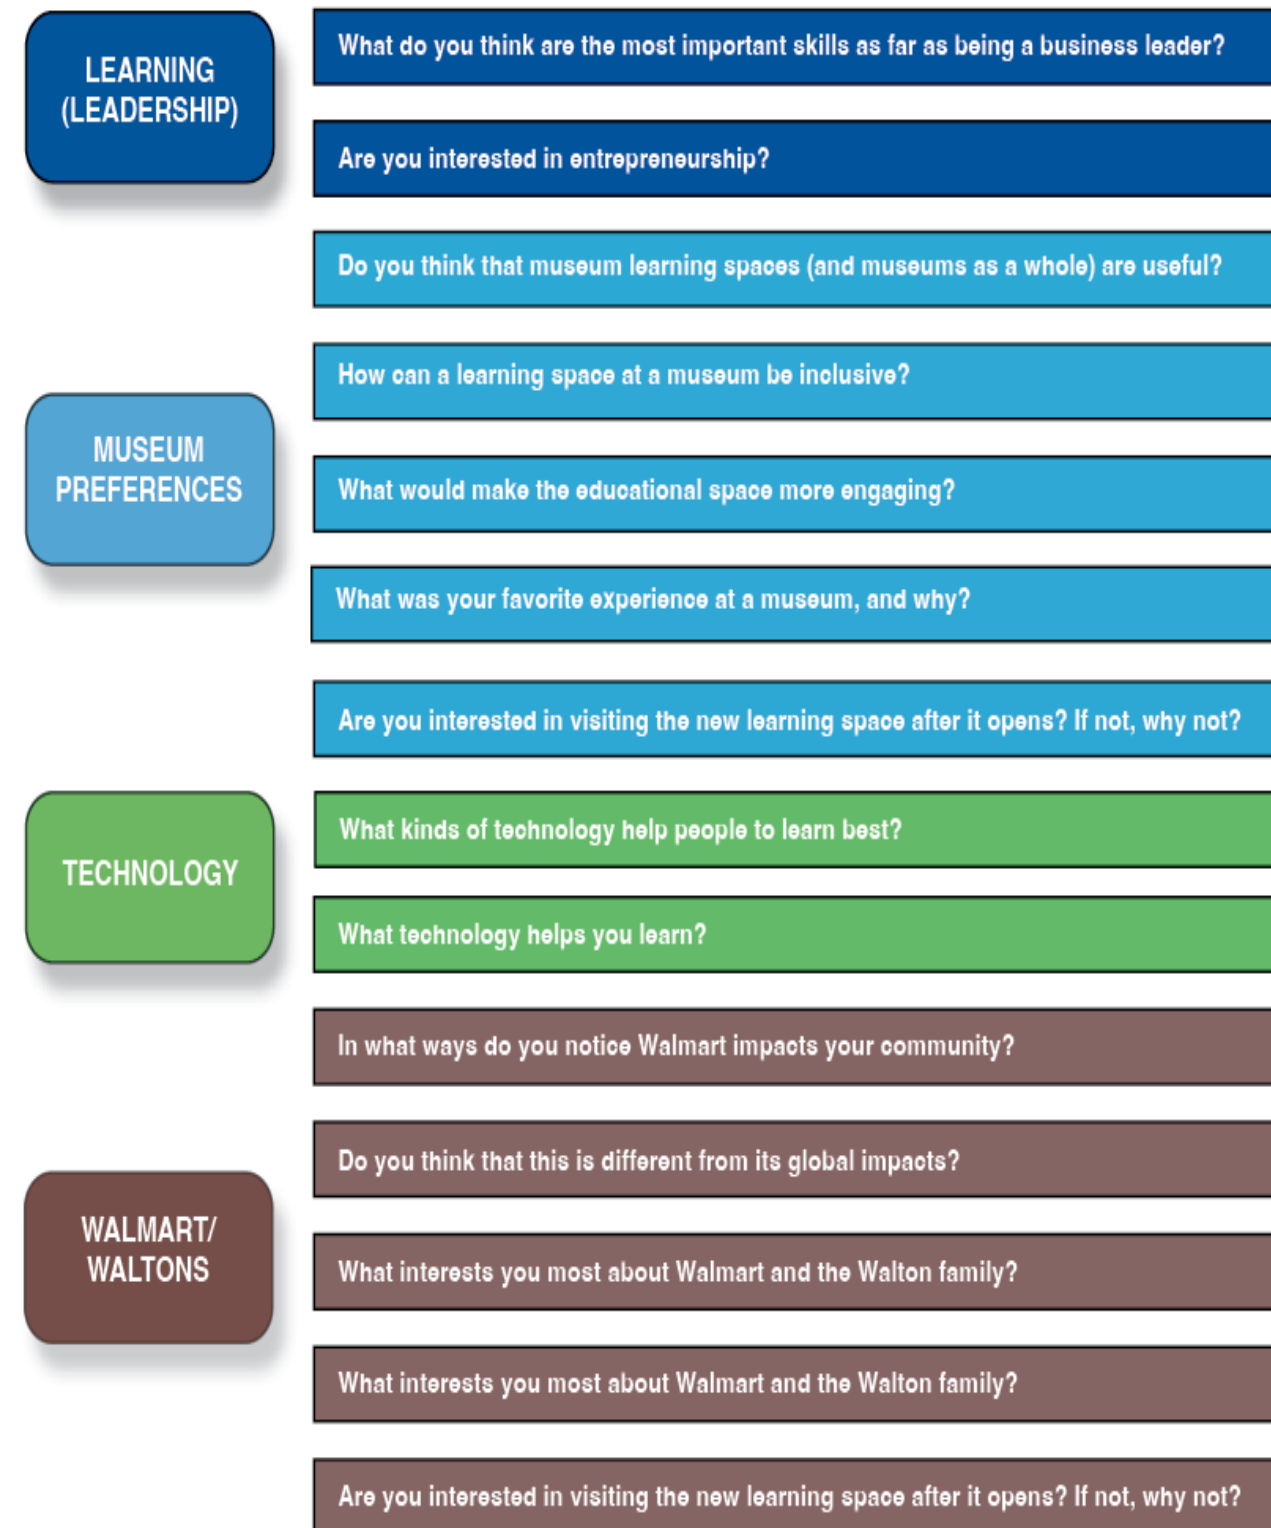 LEARNING
(LEADERSHIP)
What do you think are the most important skills as far as being a business leader?
Are you interested in entrepreneurship?
MUSEUM
PREFERENCES
Do you think that museum learning spaces (and museums as a whole) are useful?
How can a learning space at a museum be inclusive?
What would make the educational space more engaging?
What was your favorite experience at a museum, and why?
Are you interested in visiting the new learning space after it opens? If not, why not?
TECHNOLOGY
What kinds of technology help people to learn best?
What technology helps you learn?
WALMART/
WALTONS
In what ways do you notice Walmart impacts your community?
Do you think that this is different from its global impacts?
What interests you most about Walmart and the Walton family?
What interests you most about Walmart and the Walton family?
Are you interested in visiting the new learning space after it opens? If not, why not?